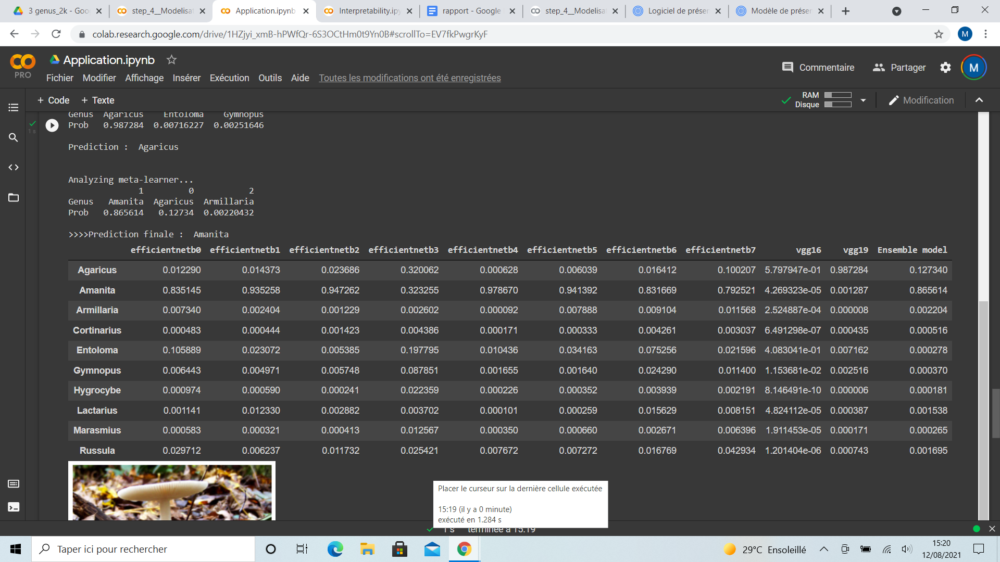 3 genus_2k - Goo
step_4__Modelisat
Application.ipynb
Interpretability.ipy
rapport - Google
step_4__Modelisat
Logiciel de présen
Modèle de présen
colab.research.google.com/drive/1HZjyi_xmB-hPWfQr-6S3OCtHm0t9Yn0B#scrollTo=EV7fkPwgrKyF
M
CO
PRO
Application.ipynb
Commentaire
Partager
M
Fichier Modifier Affichage Insérer Exécution Outils Aide Toutes les modifications ont été enregistrées
+ Code + Texte
RAM
Disque
Modification
1 s
Genus Agaricus Entoloma Gymnopus
Prob 0.987284 0.00716227 0.00251646
Prediction : Agaricus
Analyzing meta-learner...
1 0 2
Genus Amanita Agaricus Armillaria
Prob 0.865614 0.12734 0.00220432
>>>>Prediction finale : Amanita
efficientnetb0 efficientnetb1 efficientnetb2 efficientnetb3 efficientnetb4 efficientnetb5 efficientnetb6 efficientnetb7 vgg16 vgg19 Ensemble model
Agaricus 0.012290 0.014373 0.023686 0.320062 0.000628 0.006039 0.016412 0.100207 5.797947e-01 0.987284 0.127340
Amanita 0.835145 0.935258 0.947262 0.323255 0.978670 0.941392 0.831669 0.792521 4.269323e-05 0.001287 0.865614
Armillaria 0.007340 0.002404 0.001229 0.002602 0.000092 0.007888 0.009104 0.011568 2.524887e-04 0.000008 0.002204
Cortinarius 0.000483 0.000444 0.001423 0.004386 0.000171 0.000333 0.004261 0.003037 6.491298e-07 0.000435 0.000516
Entoloma 0.105889 0.023072 0.005385 0.197795 0.010436 0.034163 0.075256 0.021596 4.083041e-01 0.007162 0.000278
Gymnopus 0.006443 0.004971 0.005748 0.087851 0.001655 0.001640 0.024290 0.011400 1.153681e-02 0.002516 0.000370
Hygrocybe 0.000974 0.000590 0.000241 0.022359 0.000226 0.000352 0.003939 0.002191 8.146491e-10 0.000006 0.000181
Lactarius 0.001141 0.012330 0.002882 0.003702 0.000101 0.000259 0.015629 0.008151 4.824112e-05 0.000387 0.001538
Marasmius 0.000583 0.000321 0.000413 0.012567 0.000350 0.000660 0.002671 0.006396 1.911453e-05 0.000171 0.000265
Russula 0.029712 0.006237 0.011732 0.025421 0.007672 0.007272 0.016769 0.042934 1.201404e-06 0.000743 0.001695
Placer le curseur sur la dernière cellule exécutée
15:19 (il y a 0 minute)
exécuté en 1.284 s
1 s terminée à 15:19
Taper ici pour rechercher
29°C Ensoleillé
15:20
12/08/2021